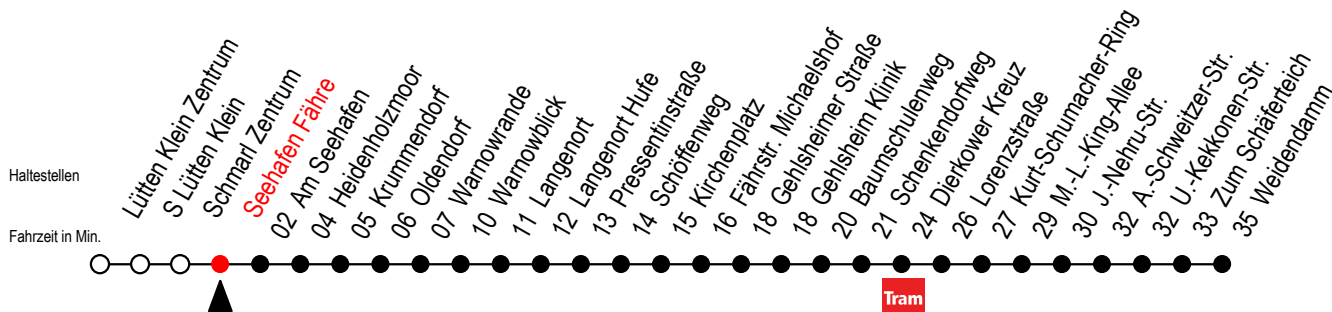 Haltestellen
Fahrzeit in Min.
Lütten Klein Zentrum
S Lütten Klein
Schmarl Zentrum
Seehafen Fähre
02 Am Seehafen
04 Heidenholzmoor
05 Krummendorf
06 Oldendorf
07 Warnowrande
10 Warnowblick
11 Langenort
12 Langenort Hufe
13 Pressentinstraße
14 Schöffenweg
15 Kirchenplatz
16 Fährstr. Michaelshof
18 Gehlsheimer Straße
18 Gehlsheim Klinik
20 Baumschulenweg
21 Schenkendorfweg
24 Dierkower Kreuz
26 Lorenzstraße
27 Kurt-Schumacher-Ring
29 M.-L.-King-Allee
30 J.-Nehru-Str.
32 A.-Schweitzer-Str.
32 U.-Kekkonen-Str.
33 Zum Schäferteich
35 Weidendamm
Tram